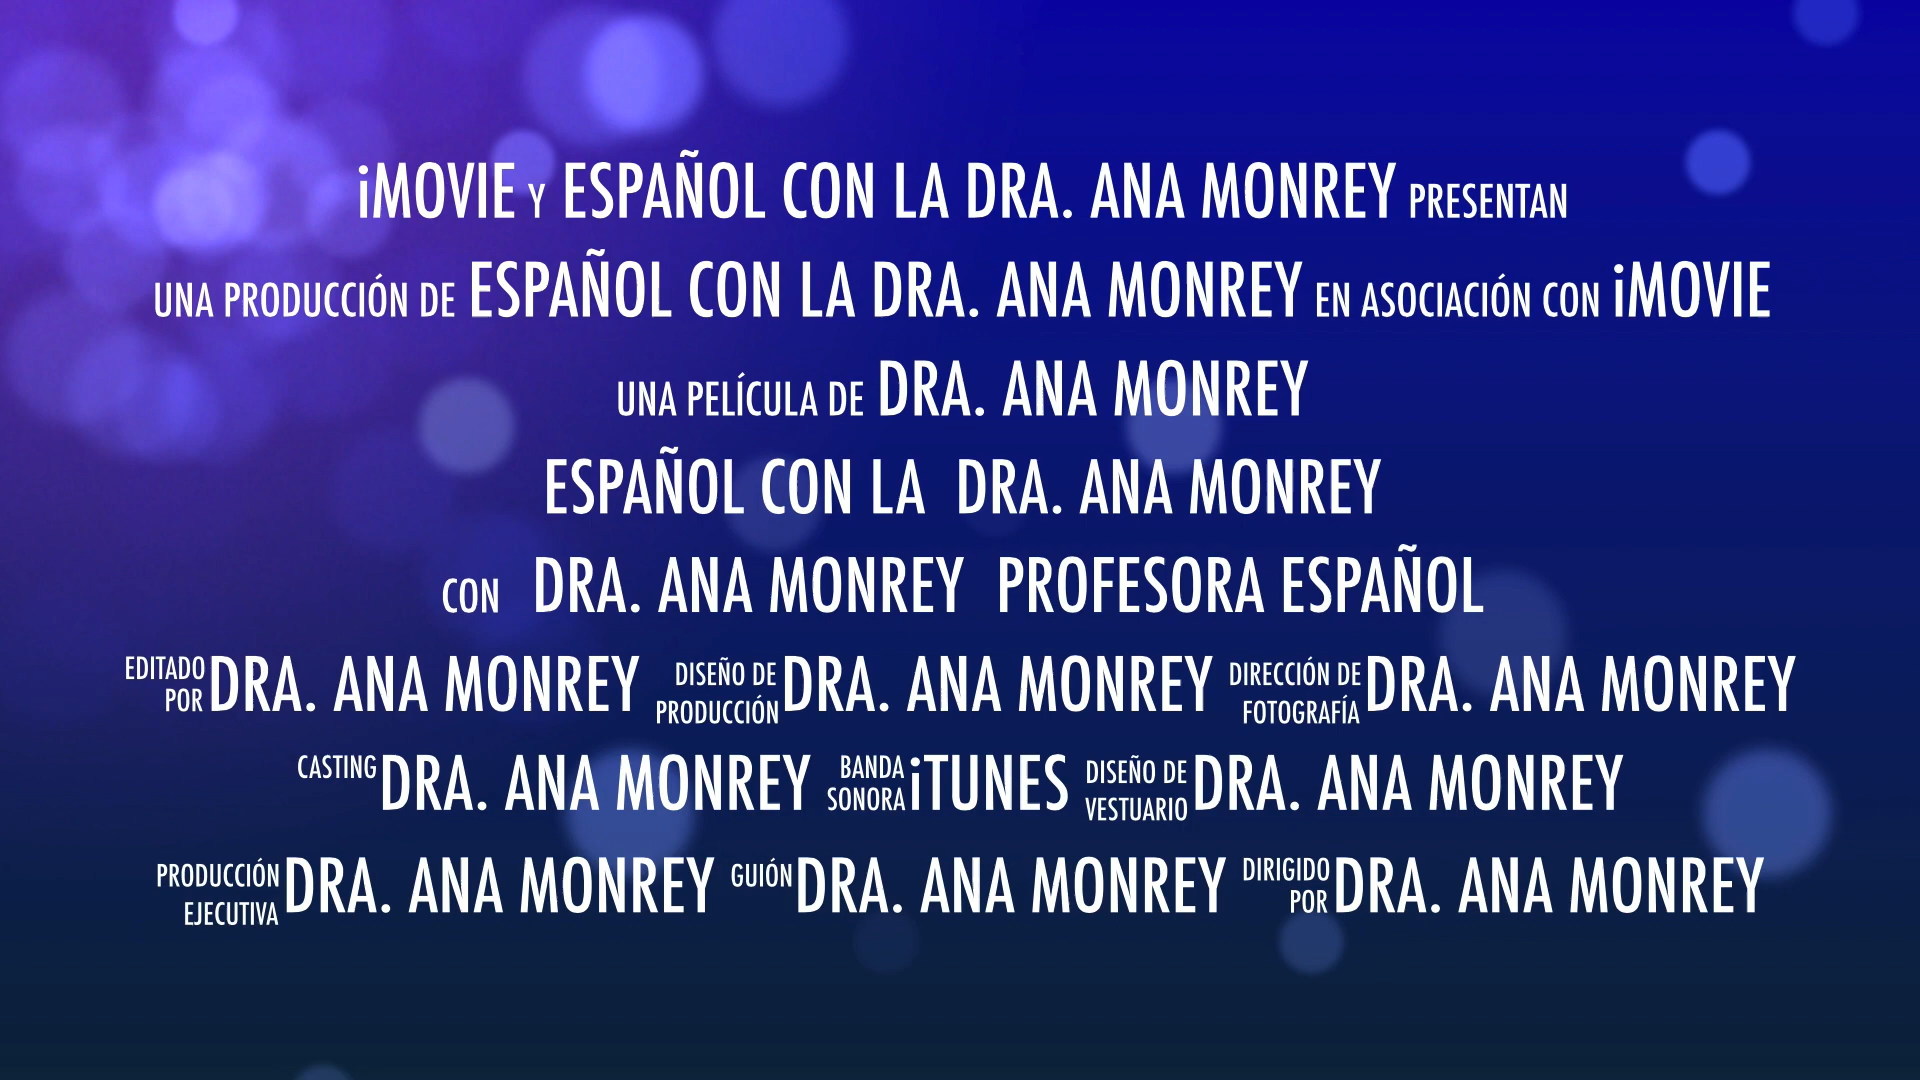 iMOVIE Y ESPAÑOL CON LA DRA. ANA MONREY PRESENTAN
UNA PRODUCCIÓN DE ESPAÑOL CON LA DRA. ANA MONREY EN ASOCIACIÓN CON iMOVIE
UNA PELÍCULA DE DRA. ANA MONREY
ESPAÑOL CON LA DRA. ANA MONREY
CON DRA. ANA MONREY PROFESORA ESPAÑOL
EDITADO POR DRA. ANA MONREY DISEÑO DE PRODUCCIÓN DRA. ANA MONREY DIRECCIÓN DE FOTOGRAFÍA DRA. ANA MONREY
CASTING DRA. ANA MONREY BANDA SONORA iTUNES DISEÑO DE VESTUARIO DRA. ANA MONREY
PRODUCCIÓN EJECUTIVA DRA. ANA MONREY GUIÓN DRA. ANA MONREY DIRIGIDO POR DRA. ANA MONREY